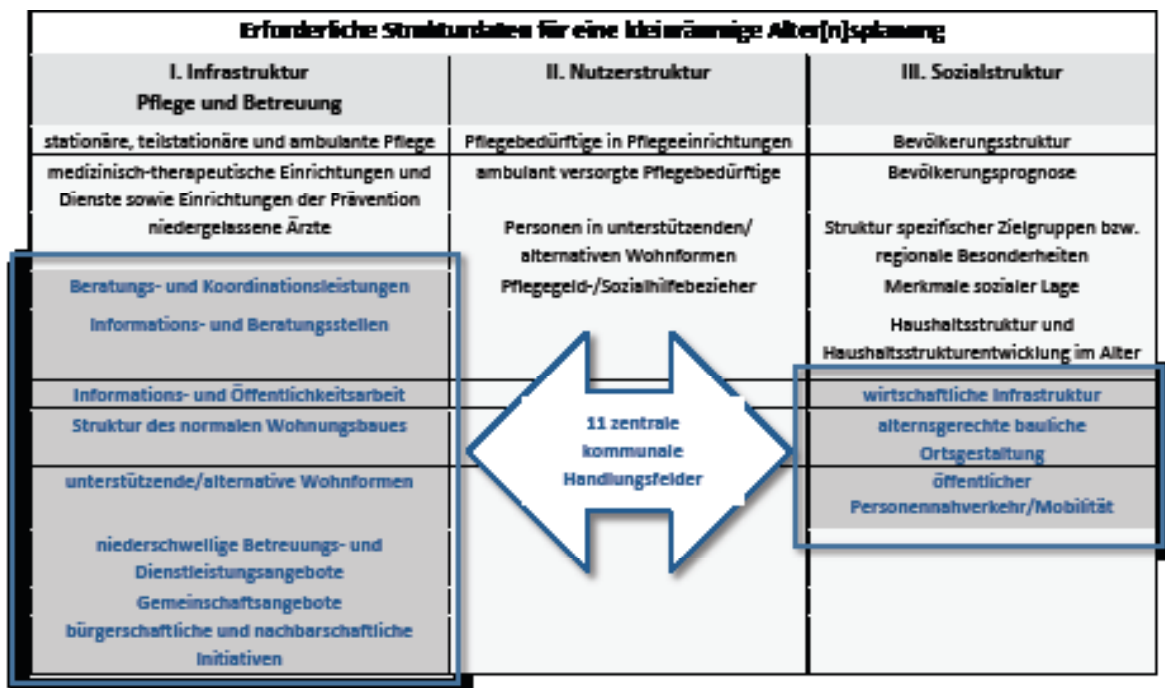 Erforderliche Strukturdaten für eine kleinräumige Alter[n]splanung
I. Infrastruktur
Pflege und Betreuung
II. Nutzerstruktur
III. Sozialstruktur
stationäre, teilstationäre und ambulante Pflege
Pflegebedürftige in Pflegeeinrichtungen
Bevölkerungsstruktur
medizinisch-therapeutische Einrichtungen und
Dienste sowie Einrichtungen der Prävention
ambulant versorgte Pflegebedürftige
Bevölkerungsprognose
niedergelassene Ärzte
Personen in unterstützenden/
alternativen Wohnformen
Struktur spezifischer Zielgruppen bzw.
regionale Besonderheiten
Beratungs- und Koordinationsleistungen
Pflegegeld-/Sozialhilfebezieher
Merkmale sozialer Lage
Informations- und Beratungsstellen
Haushaltsstruktur und
Haushaltsstrukturentwicklung im Alter
Informations- und Öffentlichkeitsarbeit
wirtschaftliche Infrastruktur
Struktur des normalen Wohnungsbaues
11 zentrale
kommunale
Handlungsfelder
alternsgerechte bauliche
Ortsgestaltung
unterstützende/alternative Wohnformen
öffentlicher
Personennahverkehr/Mobilität
niederschwellige Betreuungs- und
Dienstleistungsangebote
Gemeinschaftsangebote
bürgerschaftliche und nachbarschaftliche
Initiativen